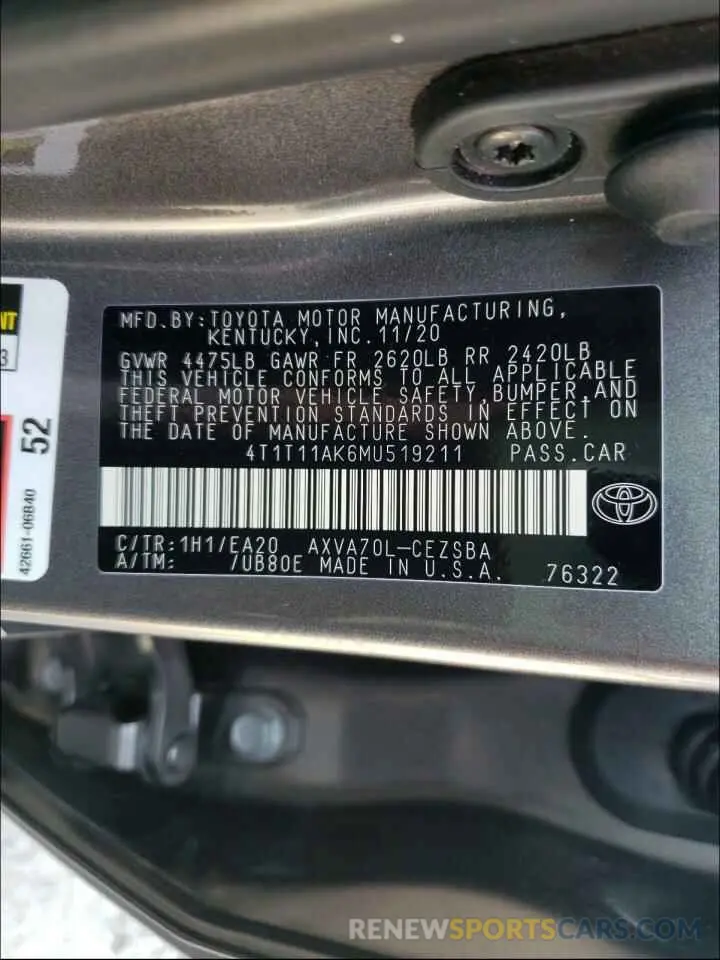 MFD.BY:TOYOTA MOTOR MANUFACTURING,
KENTUCKY,INC.11/20
GVWR 4475LB GAWR FR 2620LB RR 2420LB
THIS VEHICLE CONFORMS TO ALL APPLICABLE
FEDERAL MOTOR VEHICLE SAFETY,BUMPER,AND
THEFT PREVENTION STANDARDS IN EFFECT ON
THE DATE OF MANUFACTURE SHOWN ABOVE.
4T1T11AK6MU519211 PASS.CAR
C/TR:1H1/EA20 AXVA70L-CEZSBA
A/TM: /UB80E MADE IN U.S.A. 76322
NT
3
52
42661-06B40
RENEWSPORTSCARS.COM